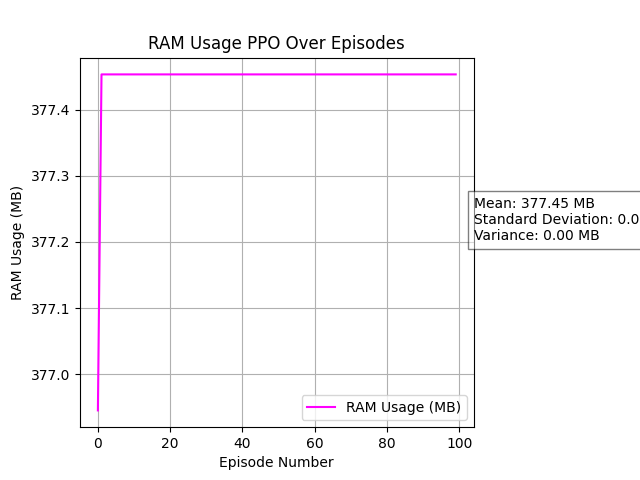 RAM Usage PPO Over Episodes
377.4
377.3
377.2
377.1
377.0
RAM Usage (MB)
Mean: 377.45 MB
Standard Deviation: 0.0
Variance: 0.00 MB
RAM Usage (MB)
0 20 40 60 80 100
Episode Number